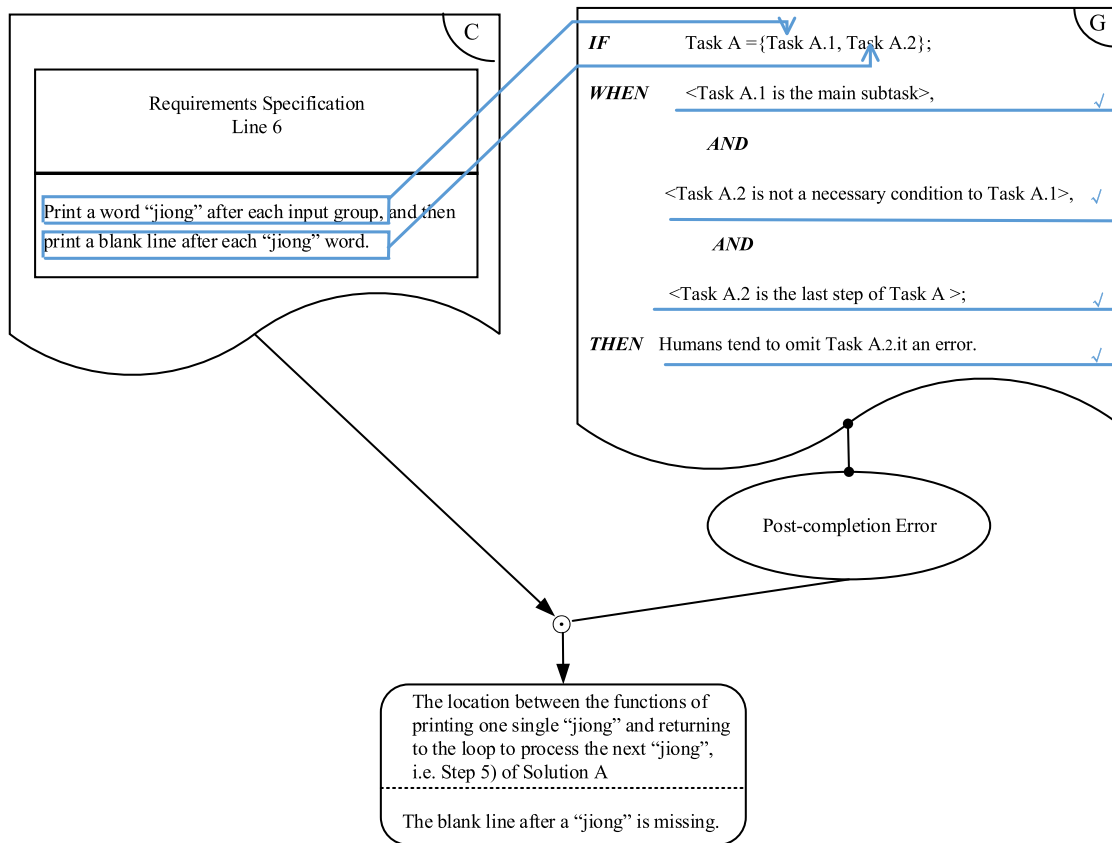 C
Requirements Specification
Line 6
Print a word “jiong” after each input group, and then
print a blank line after each “jiong” word.
G
IF Task A ={Task A.1, Task A.2};
WHEN <Task A.1 is the main subtask>, √
AND
<Task A.2 is not a necessary condition to Task A.1>, √
AND
<Task A.2 is the last step of Task A >; √
THEN Humans tend to omit Task A.2.it an error. √
Post-completion Error
The location between the functions of
printing one single “jiong” and returning
to the loop to process the next “jiong”,
i.e. Step 5) of Solution A
The blank line after a “jiong” is missing.